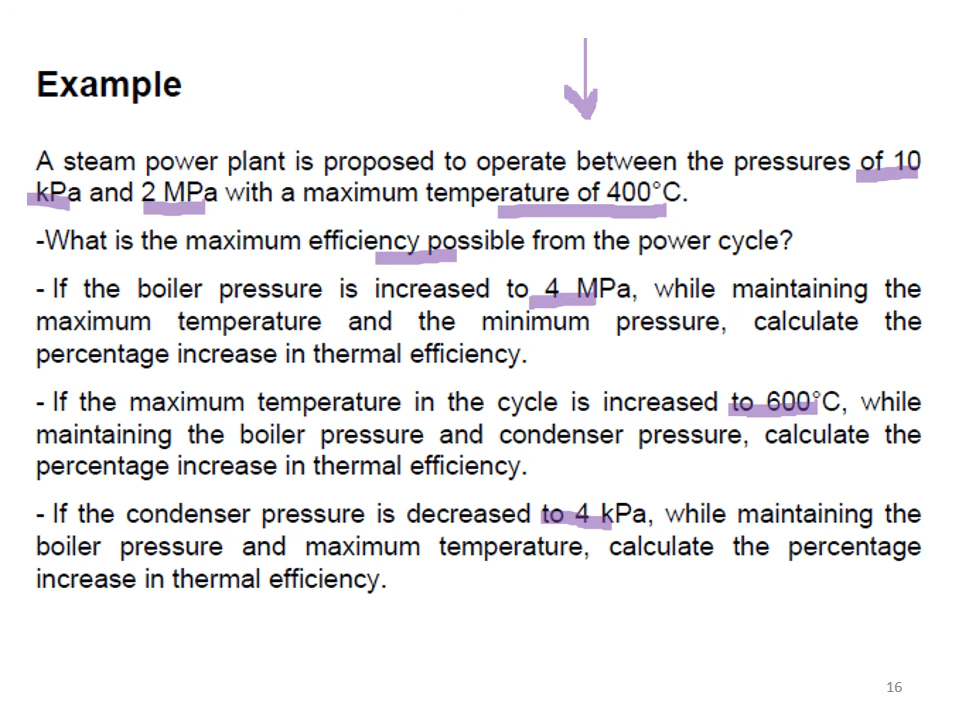 Example
A steam power plant is proposed to operate between the pressures of 10
kPa and 2 MPa with a maximum temperature of 400°C.
-What is the maximum efficiency possible from the power cycle?
- If the boiler pressure is increased to 4 MPa, while maintaining the
maximum temperature and the minimum pressure, calculate the
percentage increase in thermal efficiency.
- If the maximum temperature in the cycle is increased to 600°C, while
maintaining the boiler pressure and condenser pressure, calculate the
percentage increase in thermal efficiency.
- If the condenser pressure is decreased to 4 kPa, while maintaining the
boiler pressure and maximum temperature, calculate the percentage
increase in thermal efficiency.
16